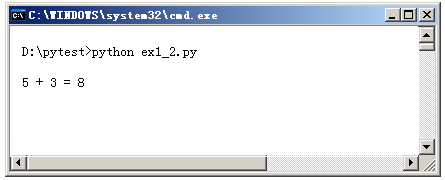 C:\WINDOWS\system32\cmd.exe
D:\pytest>python ex1_2.py
5 + 3 = 8